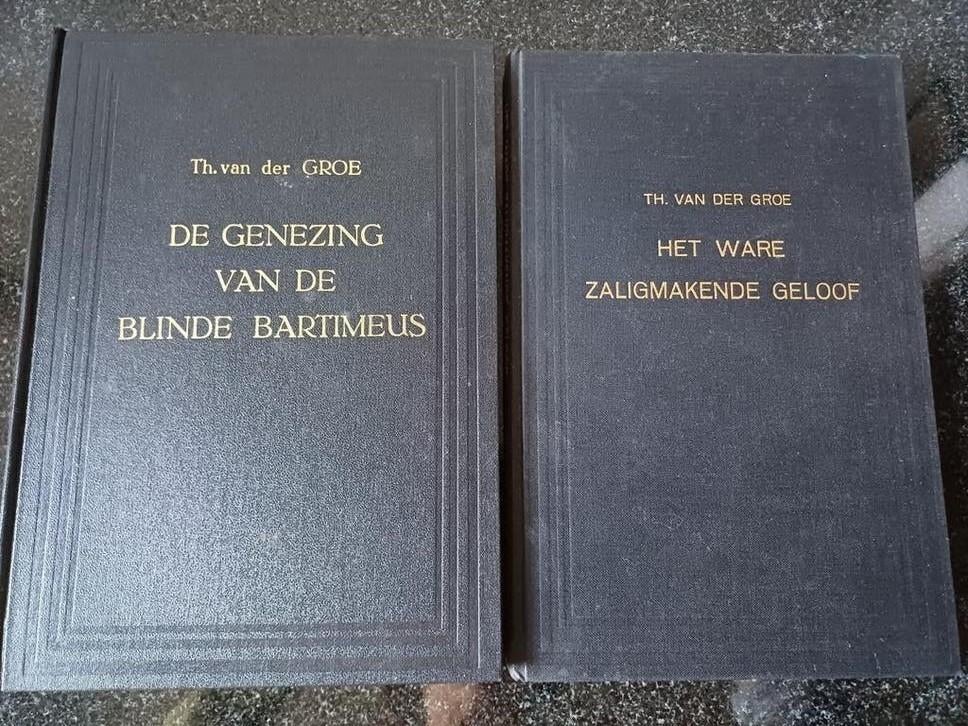 Th. van der GROE
DE GENEZING
VAN DE
BLINDE BARTIMEUS
TH. VAN DER GROE
HET WARE
ZALIGMAKENDE GELOOF